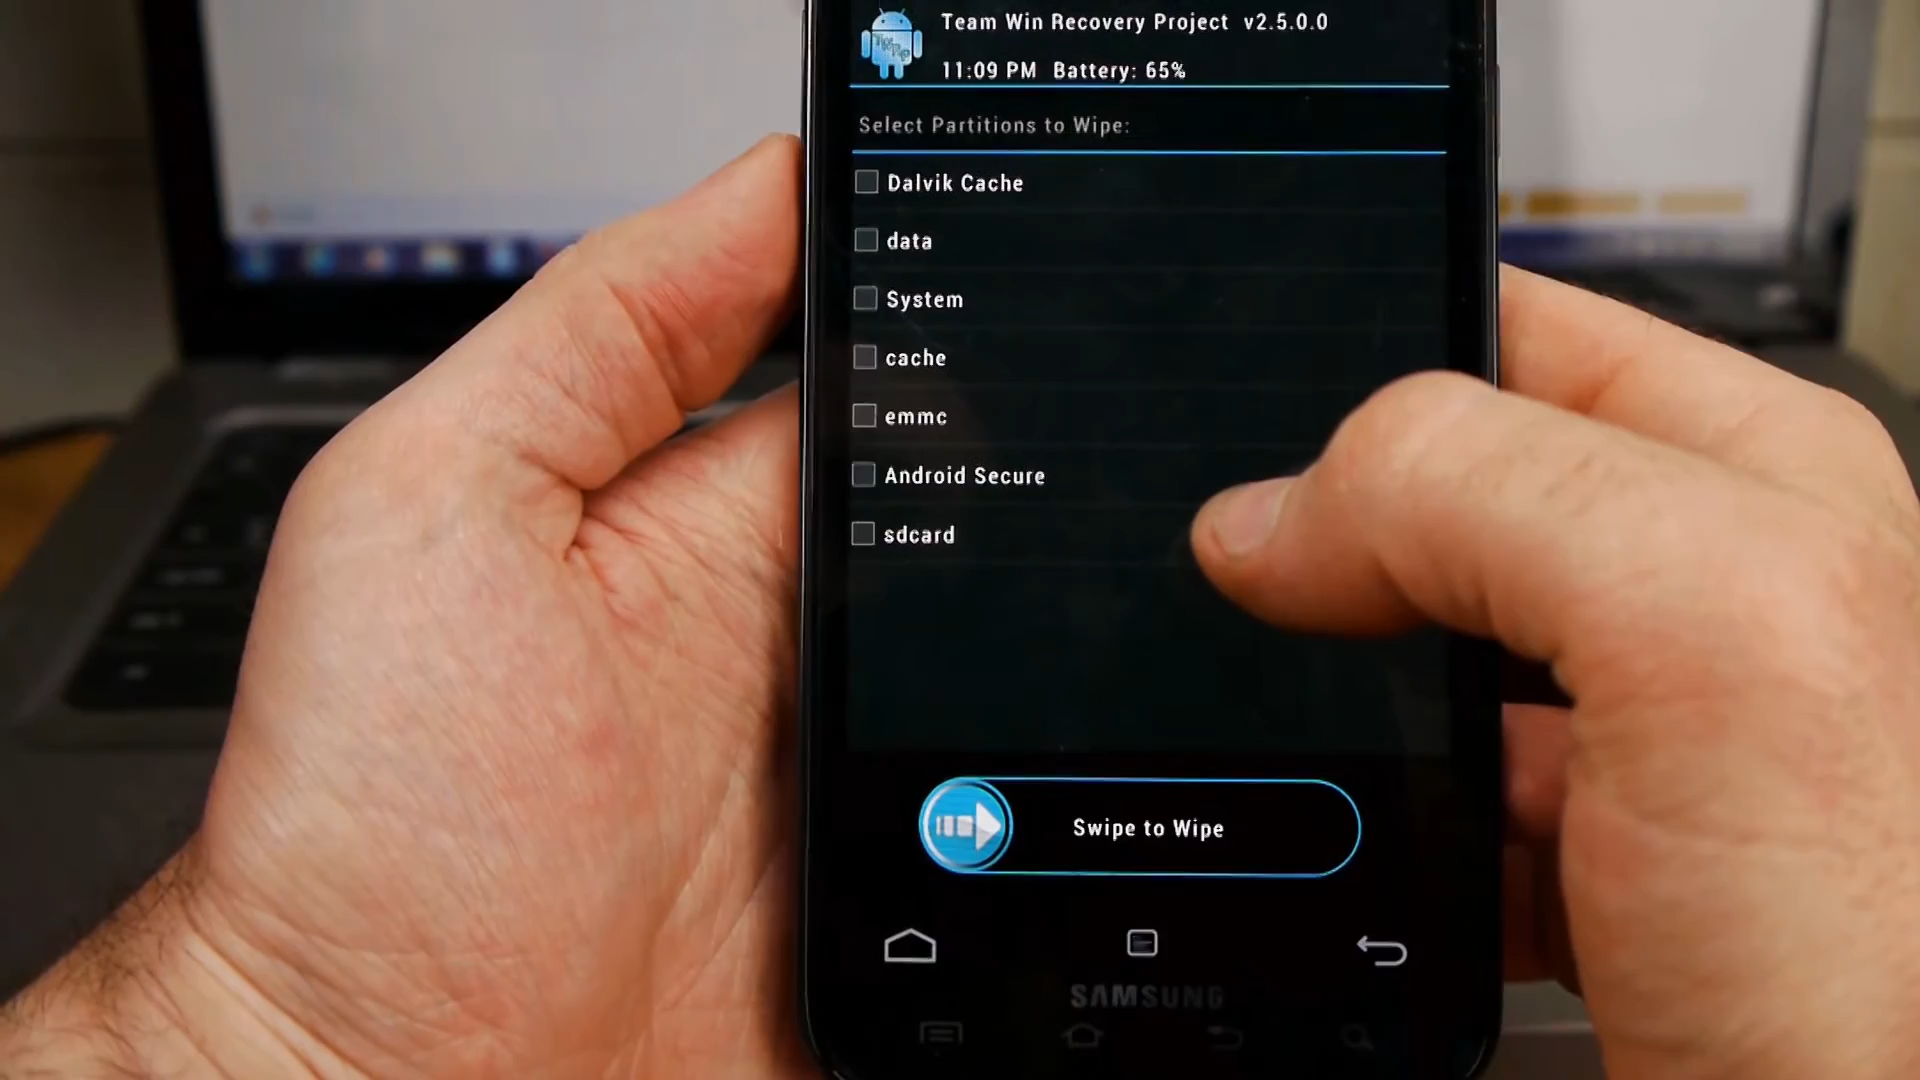 Team Win Recovery Project v2.5.0.0
11:09 PM Battery: 65%
Select Partitions to Wipe:
Dalvik Cache
data
System
cache
emmc
Android Secure
sdcard
Swipe to Wipe
SAMSUNG